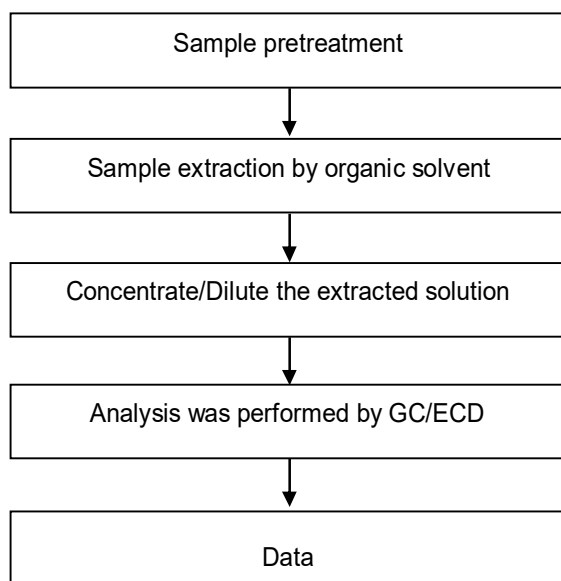 Sample pretreatment
Sample extraction by organic solvent
Concentrate/Dilute the extracted solution
Analysis was performed by GC/ECD
Data